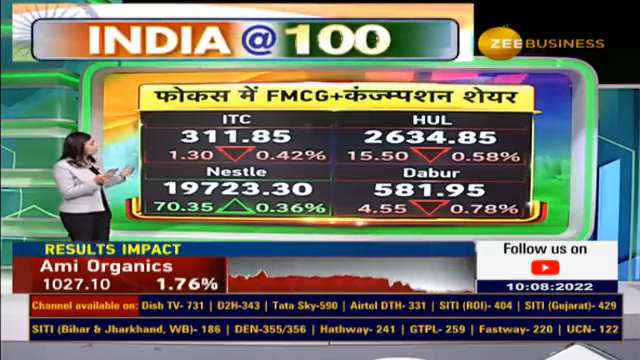 INDIA @ 100
ZEEBUSINESS
फोकस में FMCG+कंज्म्पशन शेयर
ITC HUL
311.85 2634.85
1.30 0.42% 15.50 0.58%
Nestle Dabur
19723.30 581.95
70.35 0.36% 4.55 0.78%
RESULTS IMPACT
Ami Organics
1027.10 1.76%
Follow us on
10:08:2022
Channel available on: Dish TV- 731 | D2H-343 | Tata Sky-590 | Airtel DTH- 331 | SITI (ROI)- 404 | SITI (Gujarat)- 429
SITI (Bihar & Jharkhand, WB)- 186 | DEN-355/356 | Hathway- 241 | GTPL- 259 | Fastway- 220 | UCN- 122